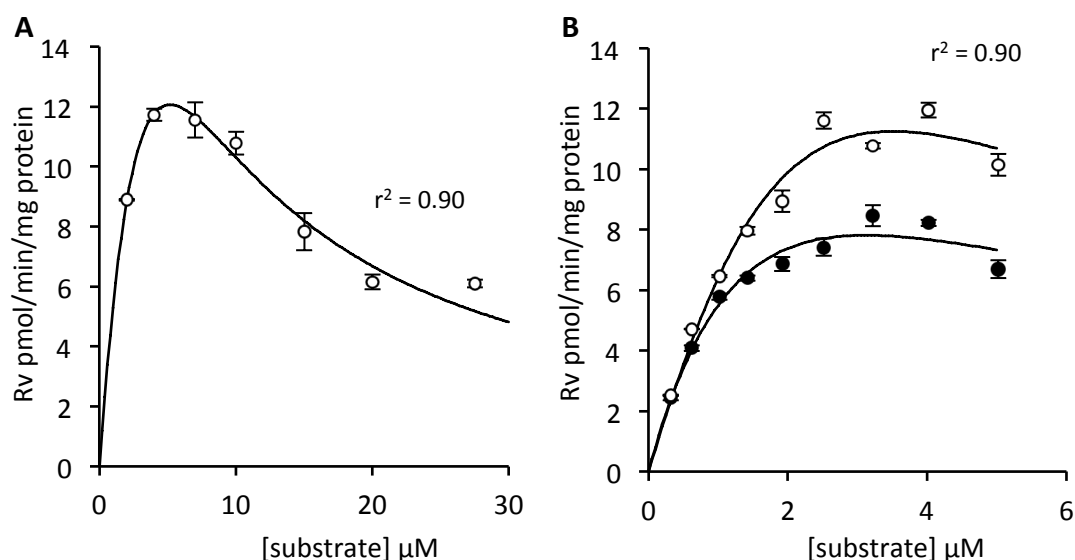 A
14
12
10
8
6
4
2
0
Rv pmol/min/mg protein
r² = 0.90
0 10 20 30
[substrate] µM
B
14
12
10
8
6
4
2
0
Rv pmol/min/mg protein
r² = 0.90
0 2 4 6
[substrate] µM